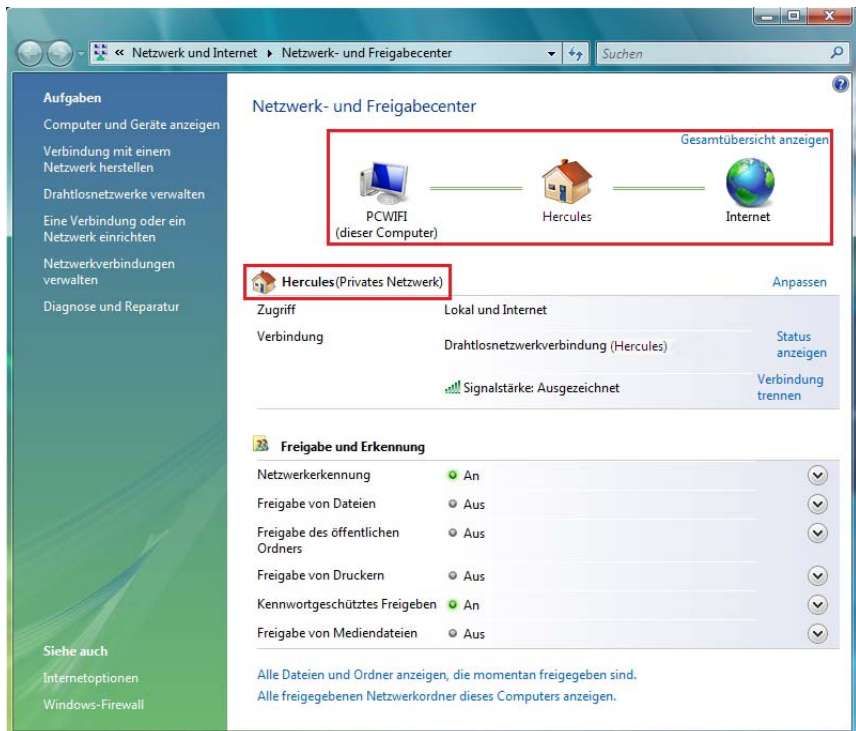 « Netzwerk und Internet ▸ Netzwerk- und Freigabecenter
Suchen
Aufgaben
Computer und Geräte anzeigen
Verbindung mit einem
Netzwerk herstellen
Drahtlosnetzwerke verwalten
Eine Verbindung oder ein
Netzwerk einrichten
Netzwerkverbindungen
verwalten
Diagnose und Reparatur
Siehe auch
Internetoptionen
Windows-Firewall
Netzwerk- und Freigabecenter
Gesamtübersicht anzeigen
PCWIFI
(dieser Computer)
Hercules
Internet
Hercules (Privates Netzwerk)
Anpassen
Zugriff
Lokal und Internet
Verbindung
Drahtlosnetzwerkverbindung (Hercules)
Status
anzeigen
Signalstärke: Ausgezeichnet
Verbindung
trennen
Freigabe und Erkennung
Netzwerkerkennung
An
Freigabe von Dateien
Aus
Freigabe des öffentlichen
Ordners
Aus
Freigabe von Druckern
Aus
Kennwortgeschütztes Freigeben
An
Freigabe von Mediendateien
Aus
Alle Dateien und Ordner anzeigen, die momentan freigegeben sind.
Alle freigegebenen Netzwerkordner dieses Computers anzeigen.